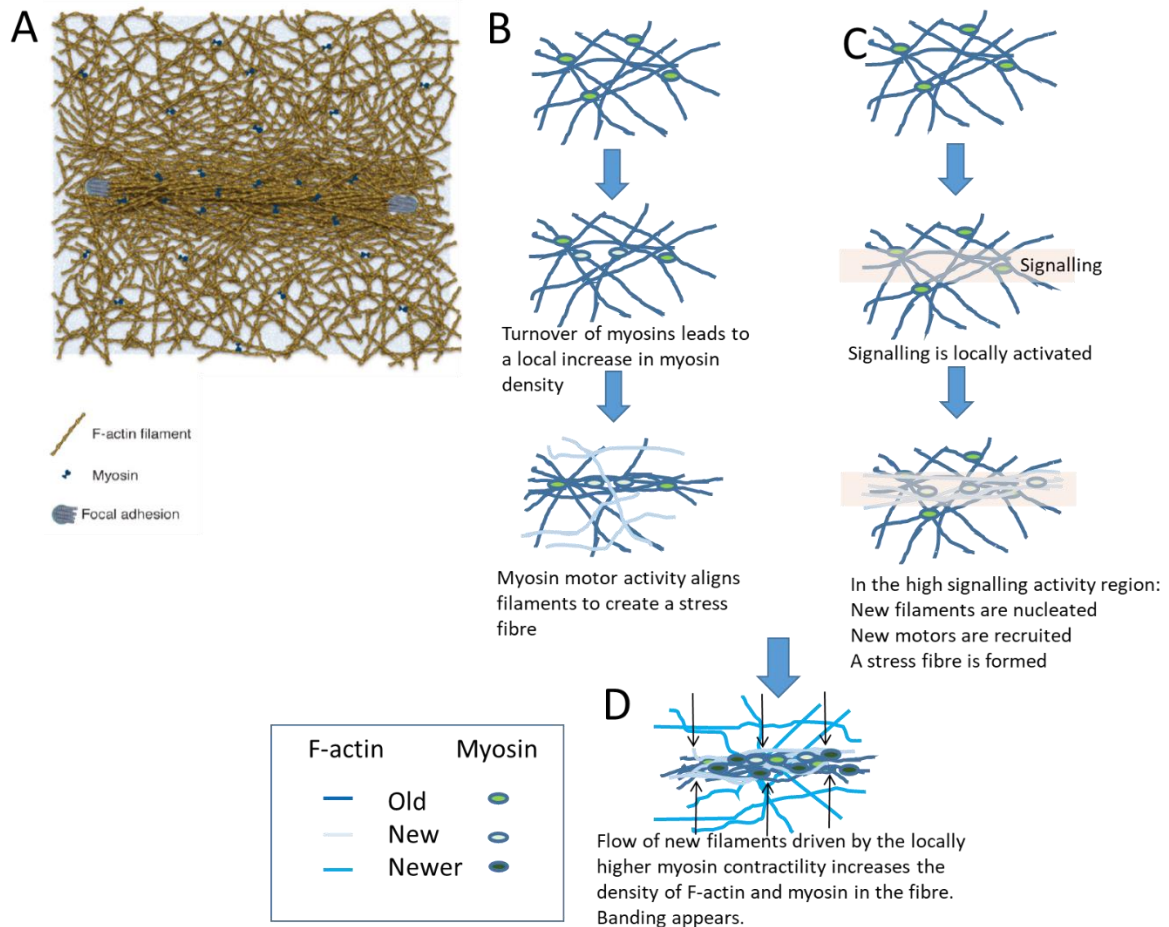 A
F-actin filament
Myosin
Focal adhesion
B
Turnover of myosins leads to
a local increase in myosin
density
Myosin motor activity aligns
filaments to create a stress
fibre
C
Signalling
Signalling is locally activated
In the high signalling activity region:
New filaments are nucleated
New motors are recruited
A stress fibre is formed
D
Flow of new filaments driven by the locally
higher myosin contractility increases the
density of F-actin and myosin in the fibre.
Banding appears.
F-actin Myosin
Old
New
Newer